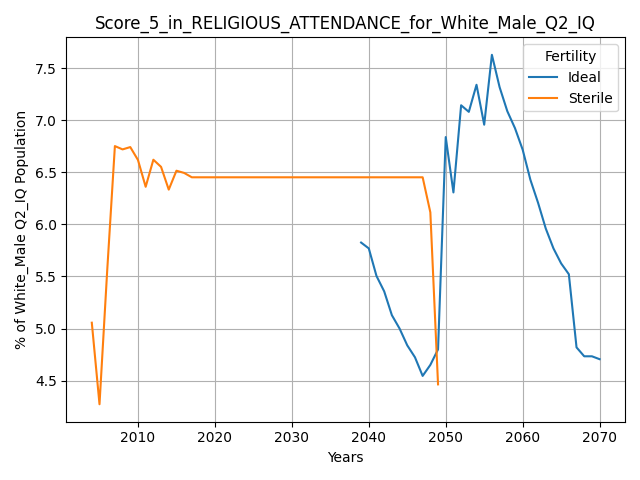 Score_5_in_RELIGIOUS_ATTENDANCE_for_White_Male_Q2_IQ
Fertility
Ideal
Sterile
% of White_Male Q2_IQ Population
7.5
7.0
6.5
6.0
5.5
5.0
4.5
2010 2020 2030 2040 2050 2060 2070
Years